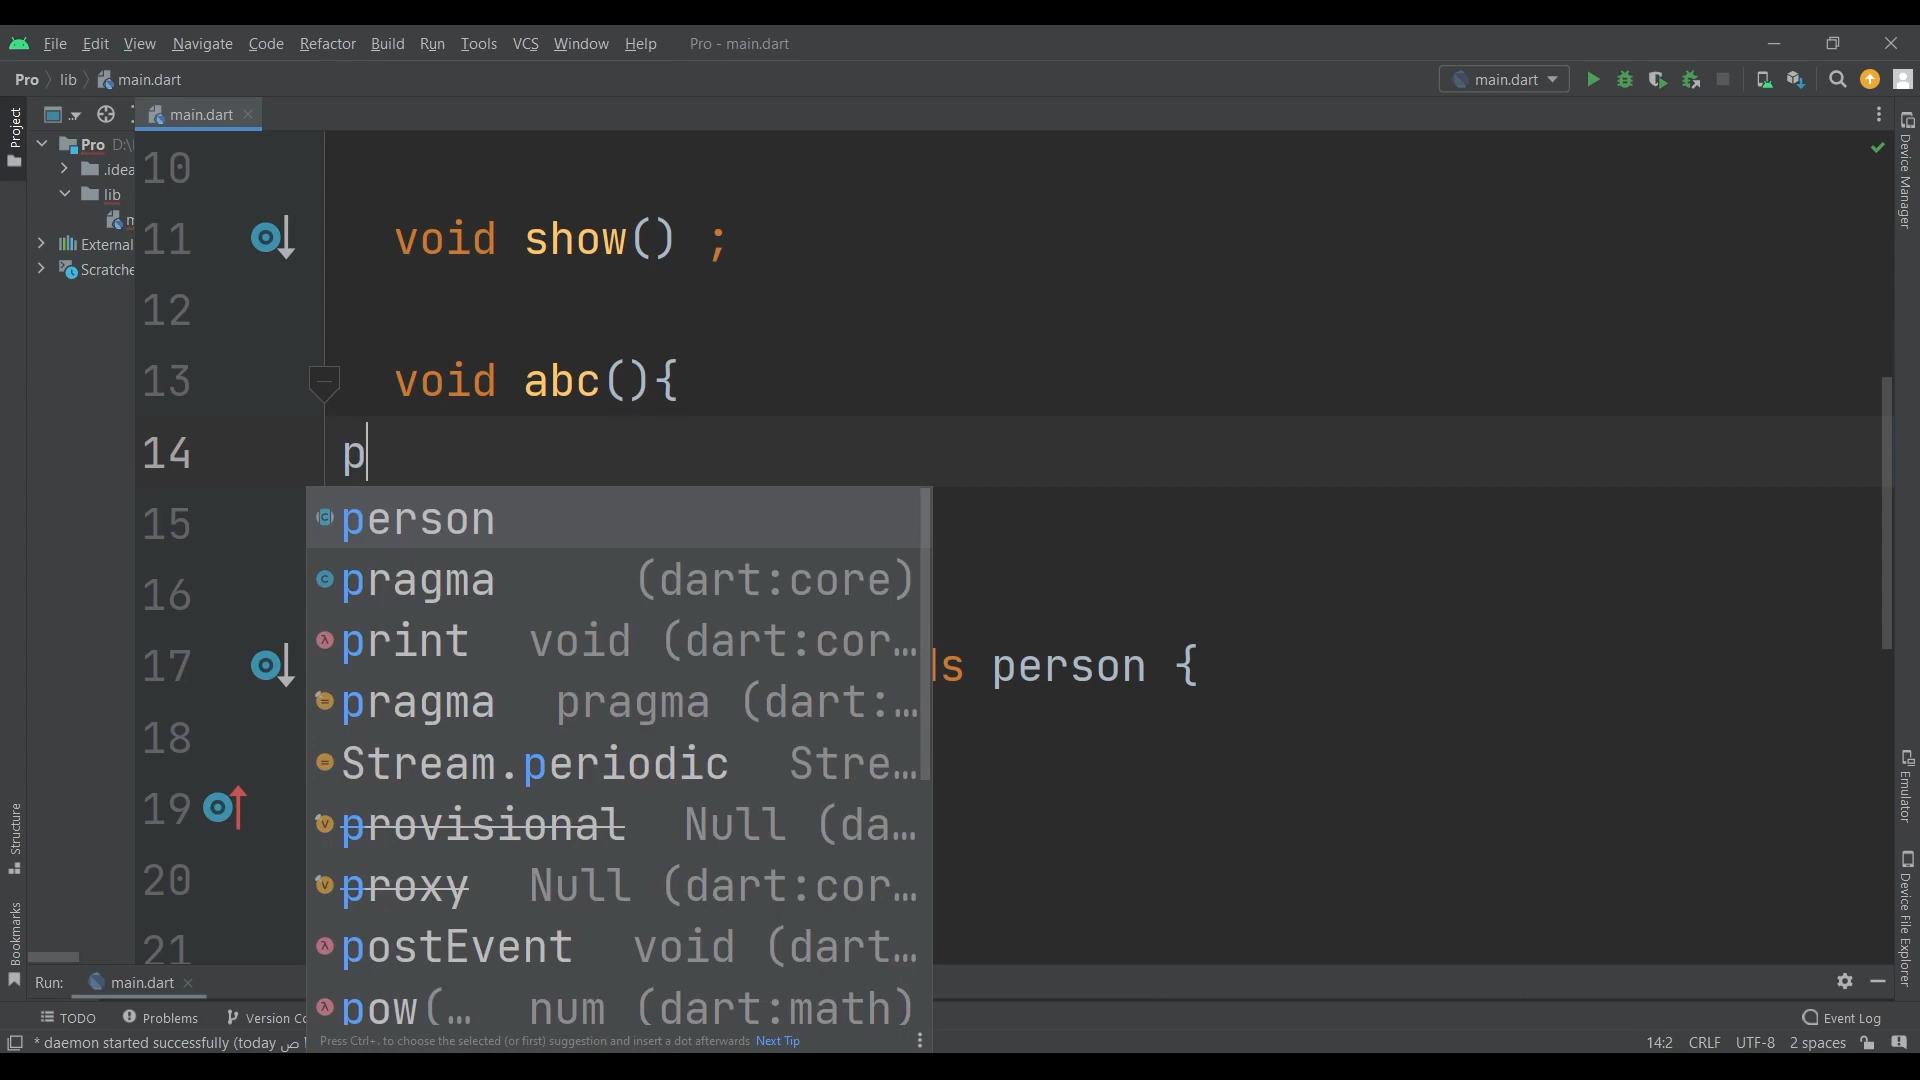 File Edit View Navigate Code Refactor Build Run Tools VCS Window Help Pro - main.dart
Pro lib main.dart
main.dart
Project
main.dart
Pro D:\
.idea
lib
External
Scratche
10
11 void show() ;
12
13 void abc(){
14 p
15
16
17 ls person {
18
19
20
21
person
pragma (dart:core)
print void (dart:cor…
pragma pragma (dart:…
Stream.periodic Stre…
provisional Null (da…
proxy Null (dart:cor…
postEvent void (dart…
pow(… num (dart:math)
Press Ctrl+. to choose the selected (or first) suggestion and insert a dot afterwards Next Tip
Structure
Bookmarks
Device Manager
Emulator
Device File Explorer
Run: main.dart
TODO Problems Version Co
Event Log
* daemon started successfully (today ص
14:2 CRLF UTF-8 2 spaces